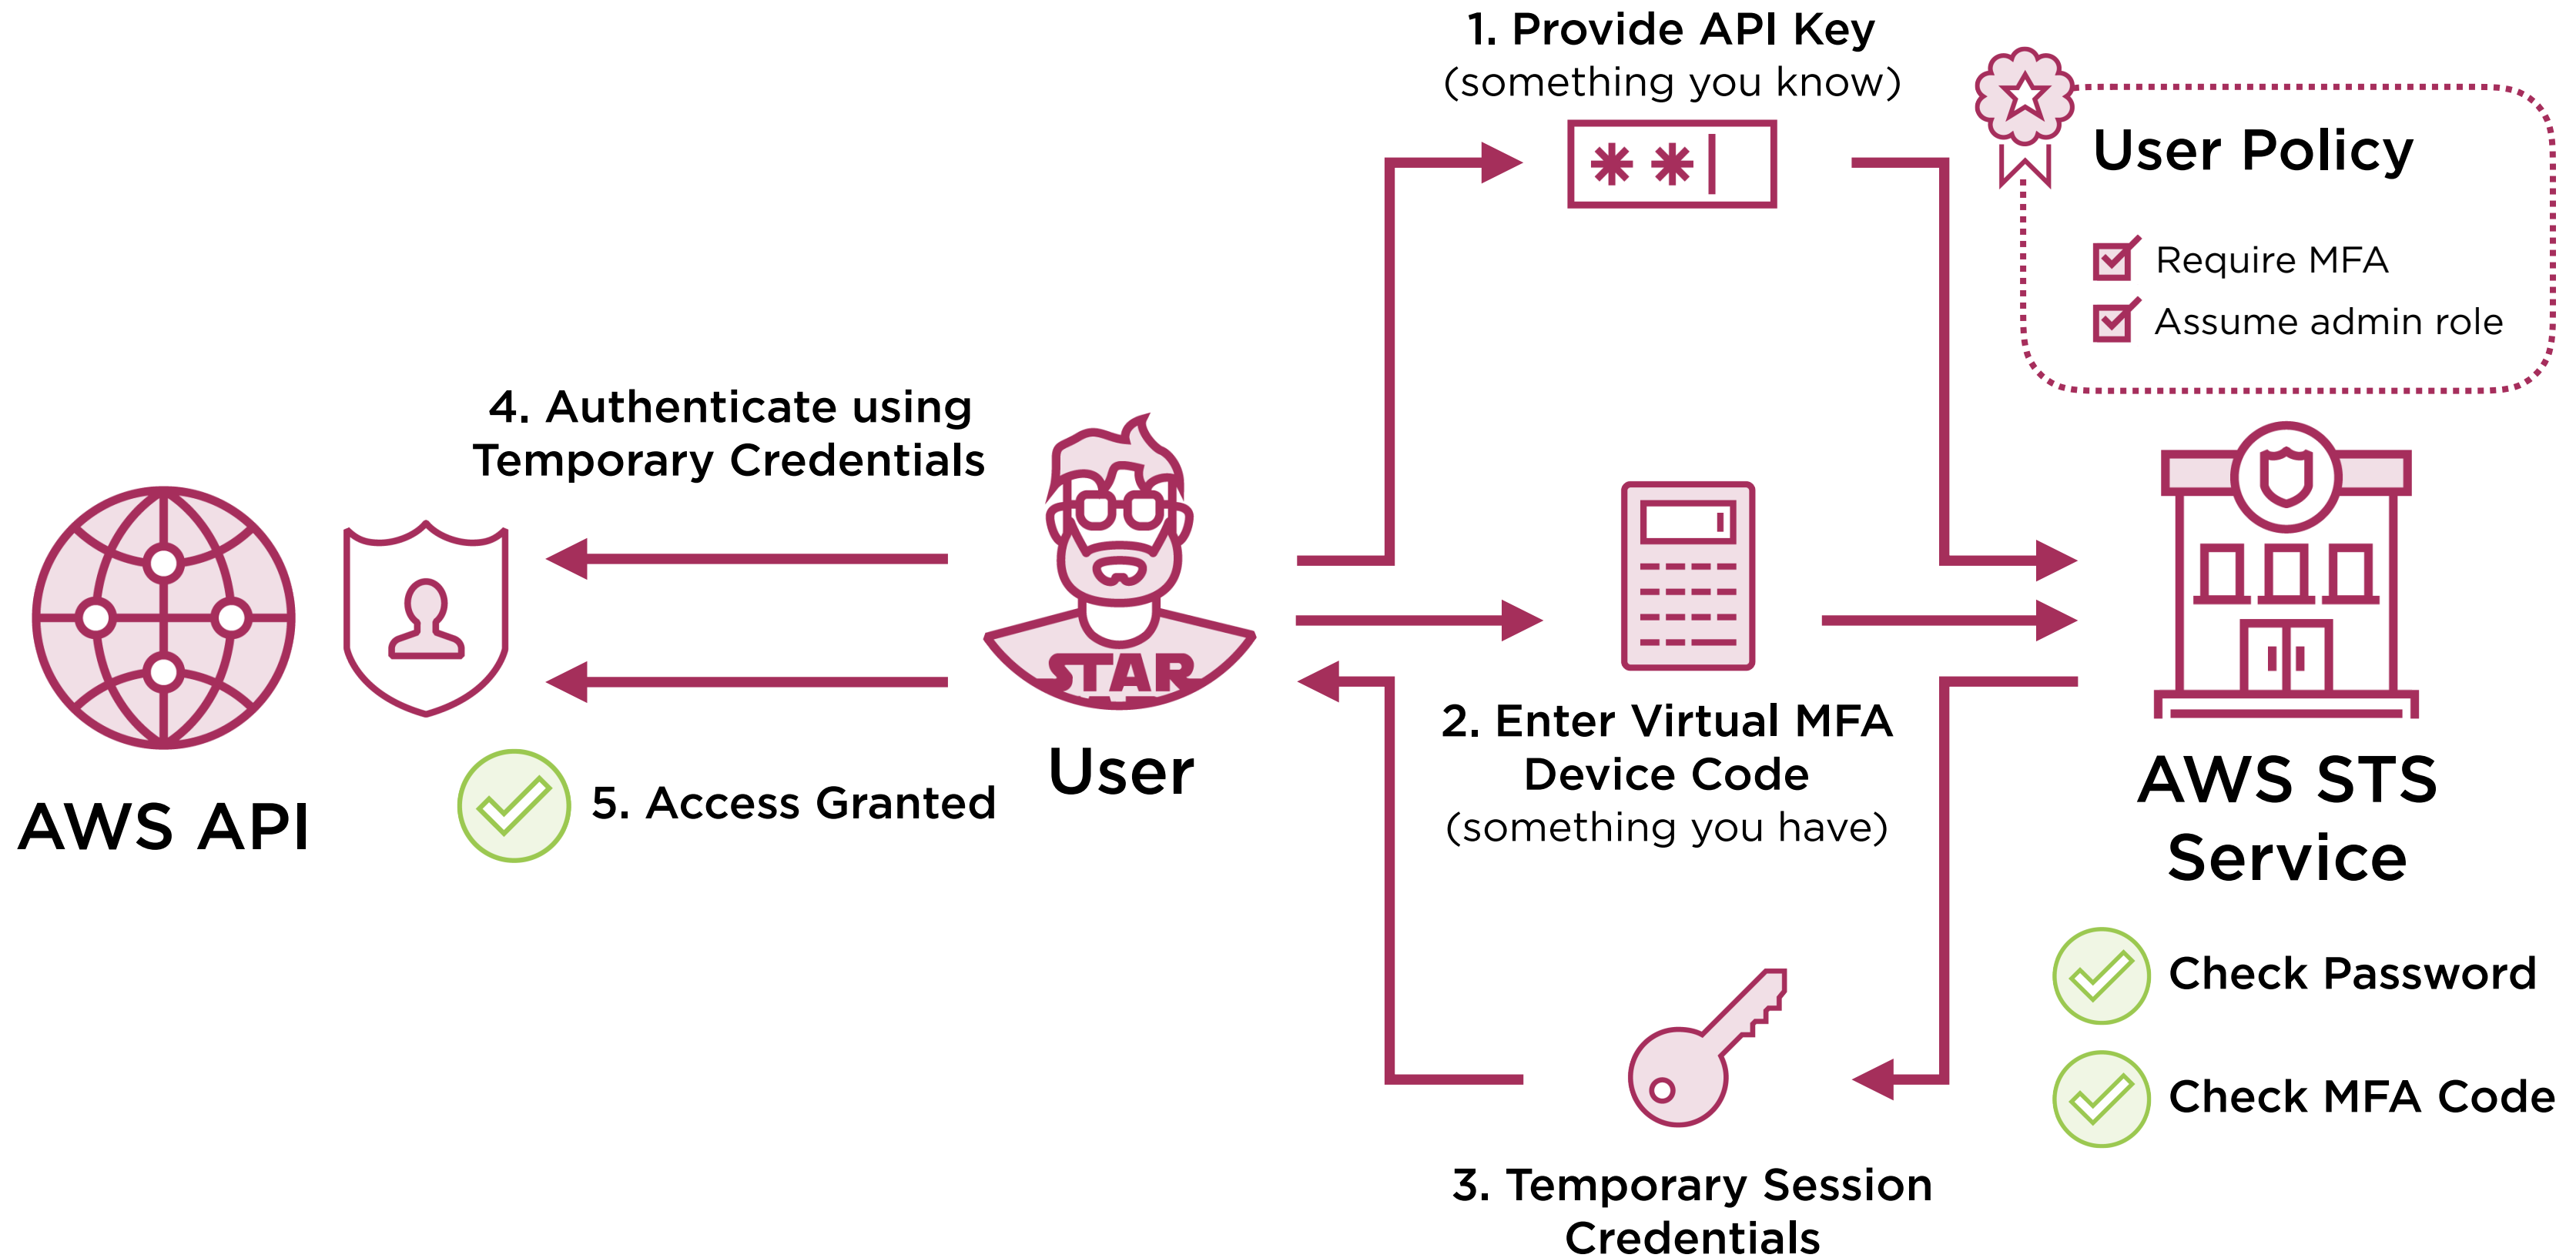 1. Provide API Key
(something you know)
**
User Policy
Require MFA
Assume admin role
4. Authenticate using
Temporary Credentials
STAR
User
AWS API
5. Access Granted
2. Enter Virtual MFA
Device Code
(something you have)
AWS STS
Service
Check Password
Check MFA Code
3. Temporary Session
Credentials